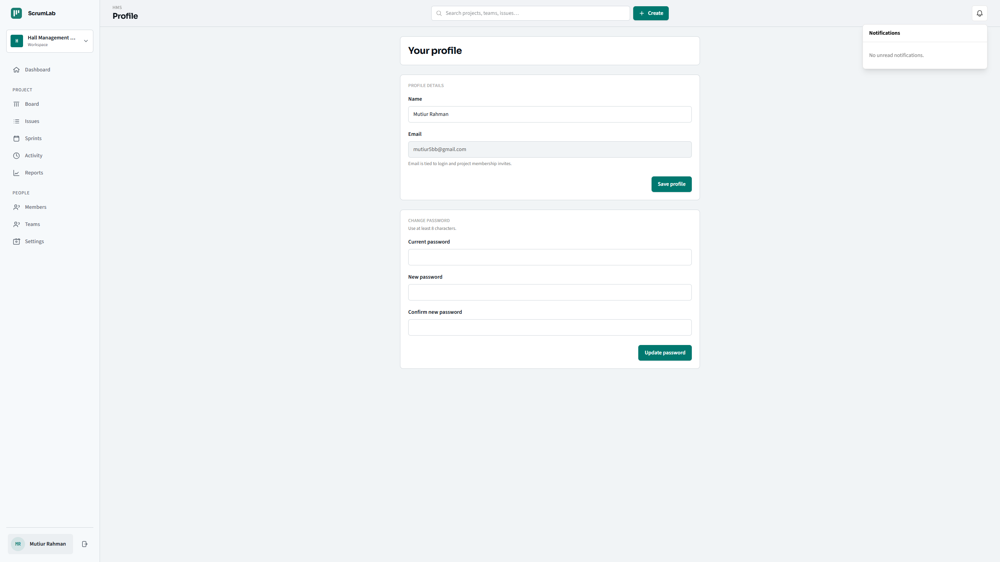 ScrumLab
H
Hall Management ...
Workspace
Dashboard
PROJECT
Board
Issues
Sprints
Activity
Reports
PEOPLE
Members
Teams
Settings
MR
Mutiur Rahman
HMS
Profile
Search projects, teams, issues...
Create
Notifications
No unread notifications.
Your profile
PROFILE DETAILS
Name
Mutiur Rahman
Email
mutiur5bb@gmail.com
Email is tied to login and project membership invites.
Save profile
CHANGE PASSWORD
Use at least 8 characters.
Current password
New password
Confirm new password
Update password